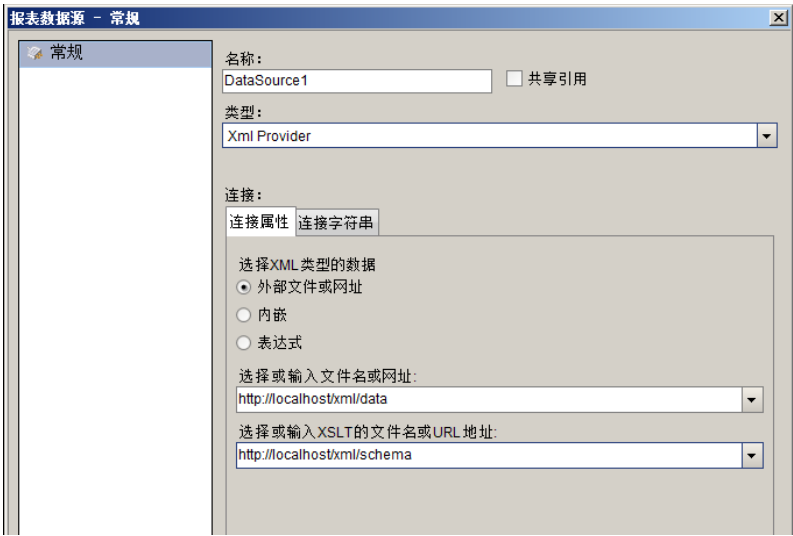 报表数据源 - 常规
常规
名称:
DataSource1
共享引用
类型:
Xml Provider
连接:
连接属性 连接字符串
选择XML类型的数据
外部文件或网址
内嵌
表达式
选择或输入文件名或网址:
http://localhost/xml/data
选择或输入XSLT的文件名或URL地址:
http://localhost/xml/schema